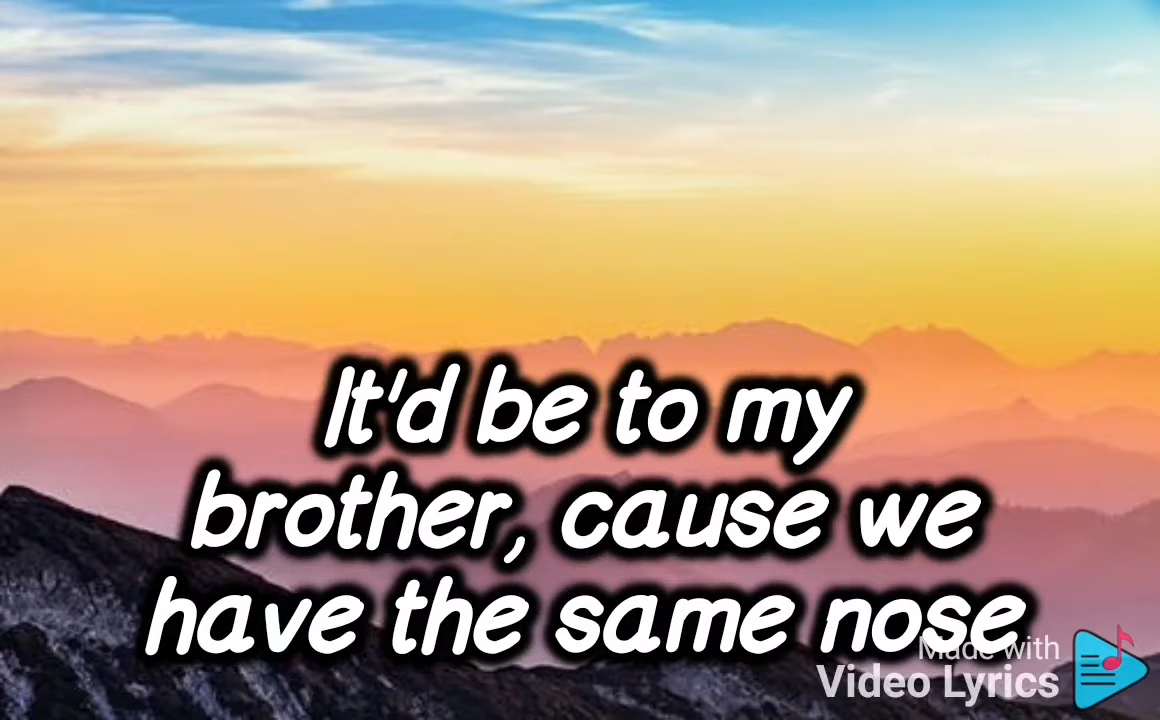 It'd be to my
brother, cause we
have the same nose
Made with
Video Lyrics